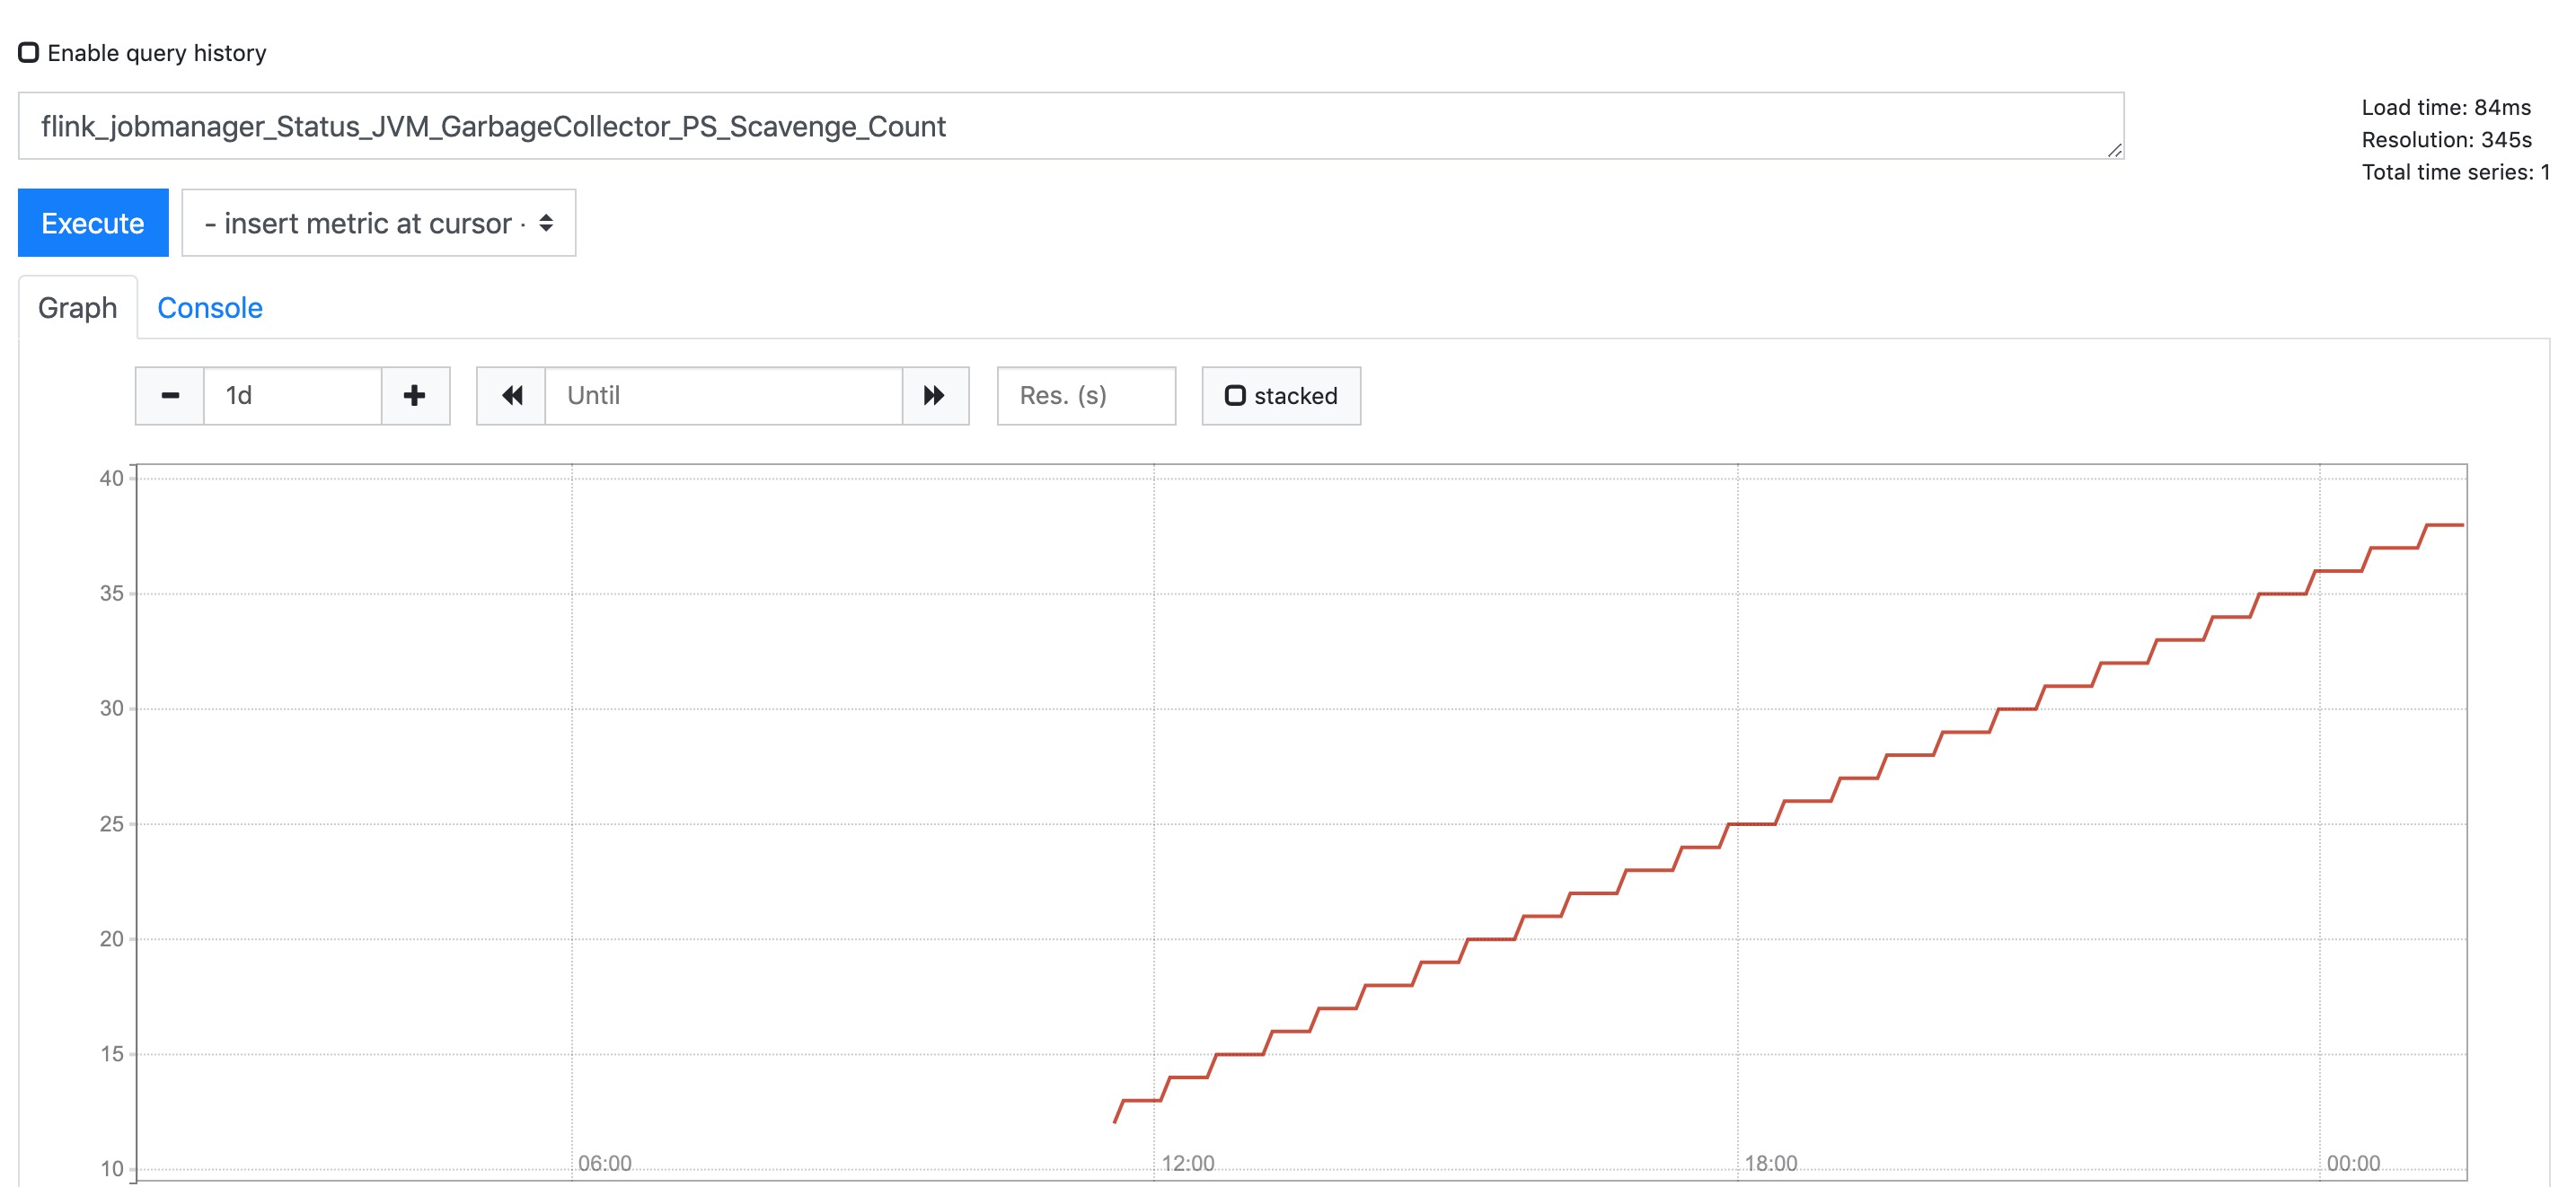 Enable query history
flink_jobmanager_Status_JVM_GarbageCollector_PS_Scavenge_Count
Load time: 84ms
Resolution: 345s
Total time series: 1
Execute
- insert metric at cursor -
Graph
Console
1d
Until
Res. (s)
stacked
40
35
30
25
20
15
10
06:00
12:00
18:00
00:00